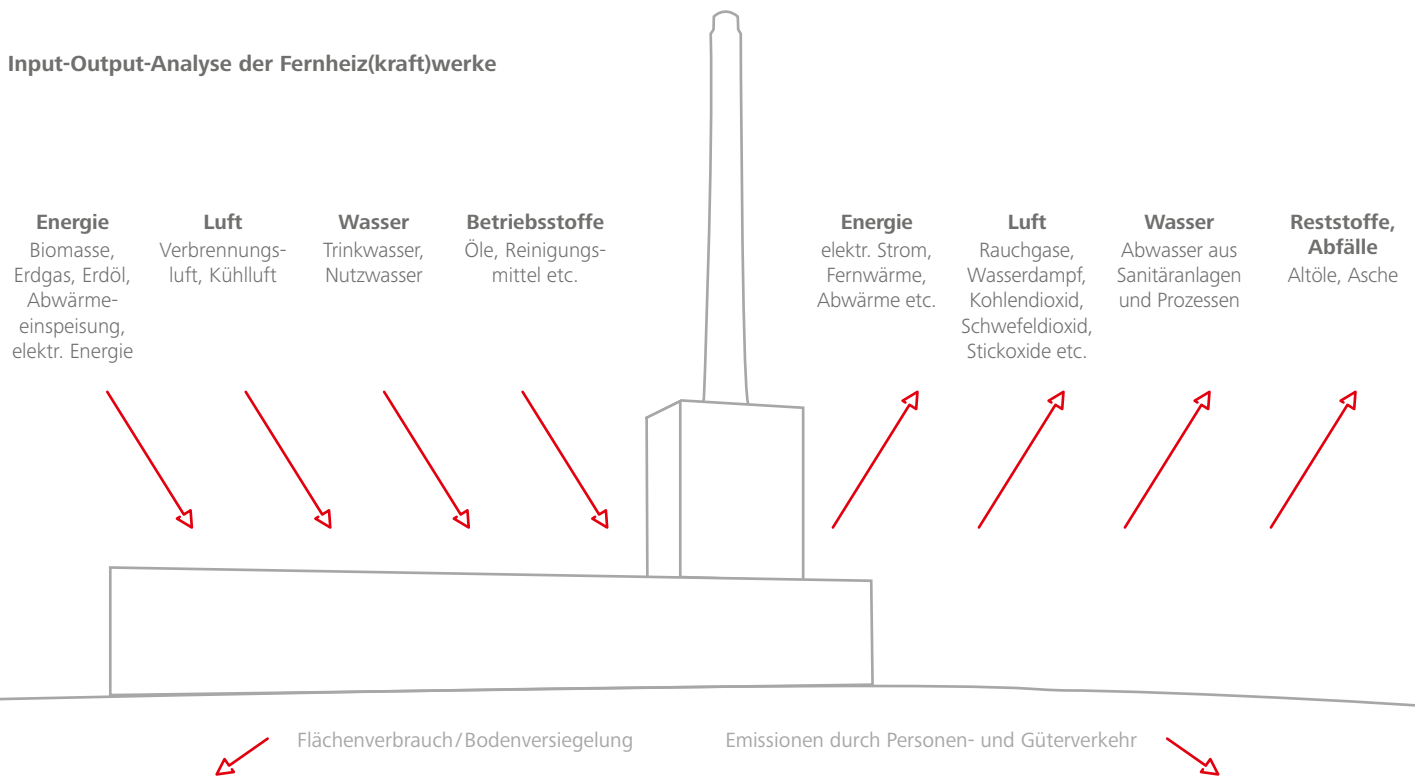 Input-Output-Analyse der Fernheiz(kraft)werke
Energie
Biomasse,
Erdgas, Erdöl,
Abwärme-
einspeisung,
elektr. Energie
Luft
Verbrennungs-
luft, Kühlluft
Wasser
Trinkwasser,
Nutzwasser
Betriebsstoffe
Öle, Reinigungs-
mittel etc.
Energie
elektr. Strom,
Fernwärme,
Abwärme etc.
Luft
Rauchgase,
Wasserdampf,
Kohlendioxid,
Schwefeldioxid,
Stickoxide etc.
Wasser
Abwasser aus
Sanitäranlagen
und Prozessen
Reststoffe,
Abfälle
Altöle, Asche
Flächenverbrauch/Bodenversiegelung
Emissionen durch Personen- und Güterverkehr